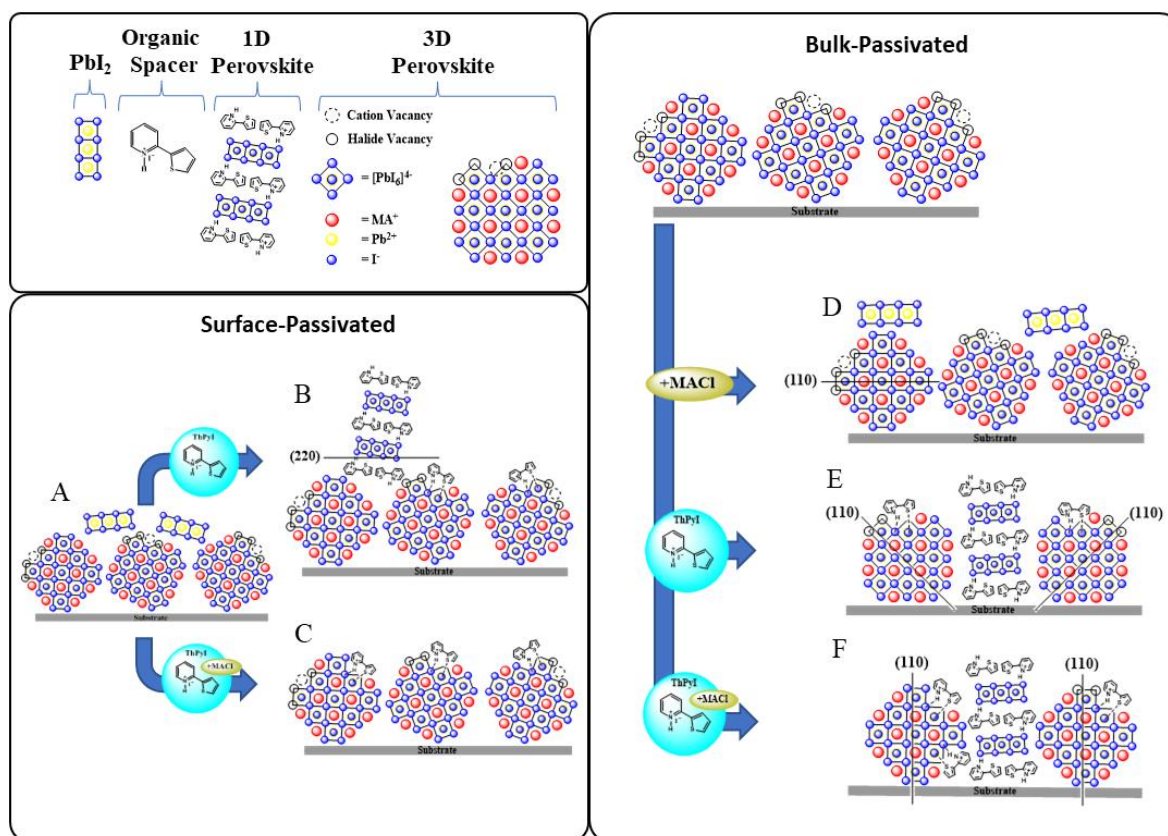 PbI2
Organic
Spacer
1D
Perovskite
3D
Perovskite
Cation Vacancy
Halide Vacancy
= [PbI6]4-
= MA+
= Pb2+
= I-
Surface-Passivated
A
Substrate
ThPyI
B
(220)
Substrate
ThPyI
+MACl
C
Substrate
Bulk-Passivated
Substrate
+MACl
D
(110)
Substrate
ThPyI
E
(110)
(110)
Substrate
ThPyI
+MACl
F
(110)
(110)
Substrate